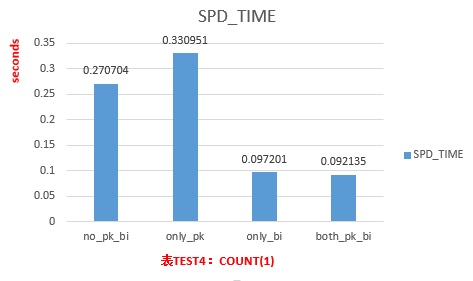 SPD_TIME
seconds
0.35
0.3
0.25
0.2
0.15
0.1
0.05
0
0.270704
0.330951
0.097201
0.092135
no_pk_bi
only_pk
only_bi
both_pk_bi
SPD_TIME
表TEST4：COUNT(1)